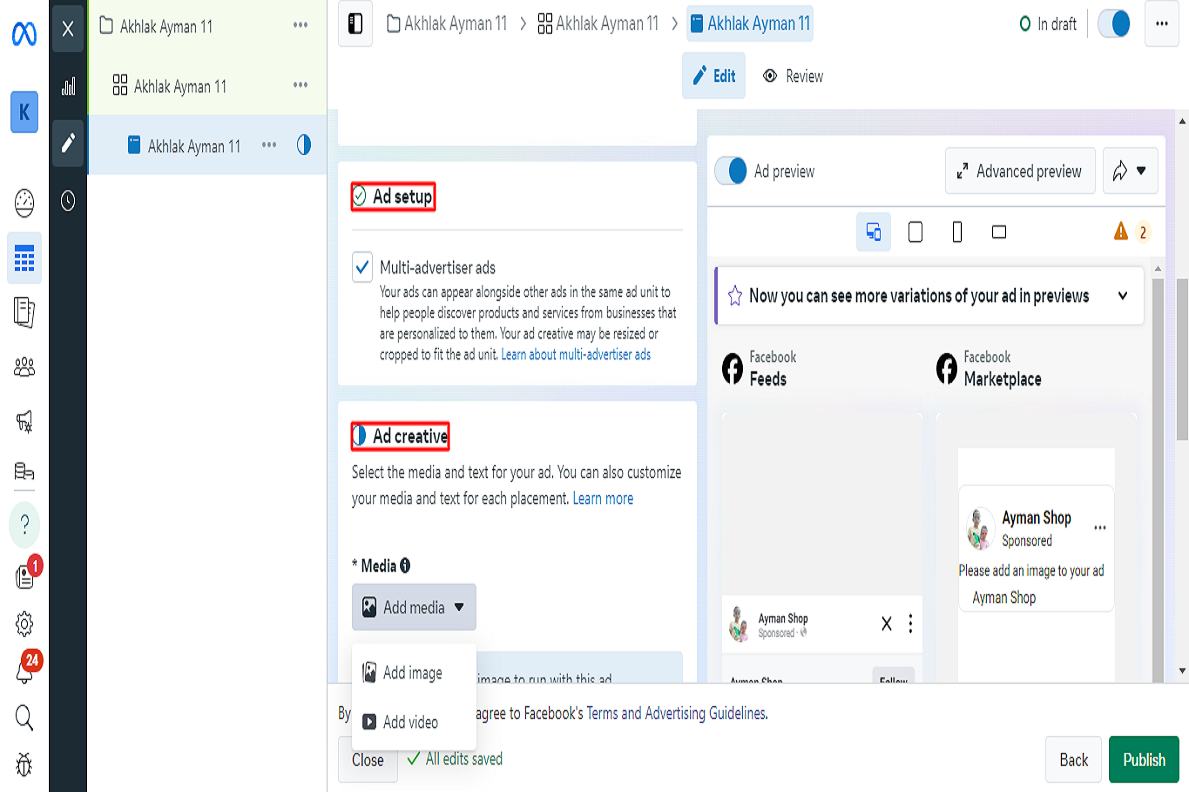 Akhlak Ayman 11
Akhlak Ayman 11
Akhlak Ayman 11
K
1
24
Akhlak Ayman 11 > Akhlak Ayman 11 > Akhlak Ayman 11
In draft
Edit
Review
Ad setup
Multi-advertiser ads
Your ads can appear alongside other ads in the same ad unit to
help people discover products and services from businesses that
are personalized to them. Your ad creative may be resized or
cropped to fit the ad unit. Learn about multi-advertiser ads
Ad creative
Select the media and text for your ad. You can also customize
your media and text for each placement. Learn more
* Media
Add media
Add image
Add video
image to run with this ad
By
agree to Facebook's Terms and Advertising Guidelines.
Close
All edits saved
Back
Publish
Ad preview
Advanced preview
2
Now you can see more variations of your ad in previews
Facebook
Feeds
Ayman Shop
Sponsored ·
Ayman Shop
Follow
Facebook
Marketplace
Ayman Shop
Sponsored
Please add an image to your ad
Ayman Shop